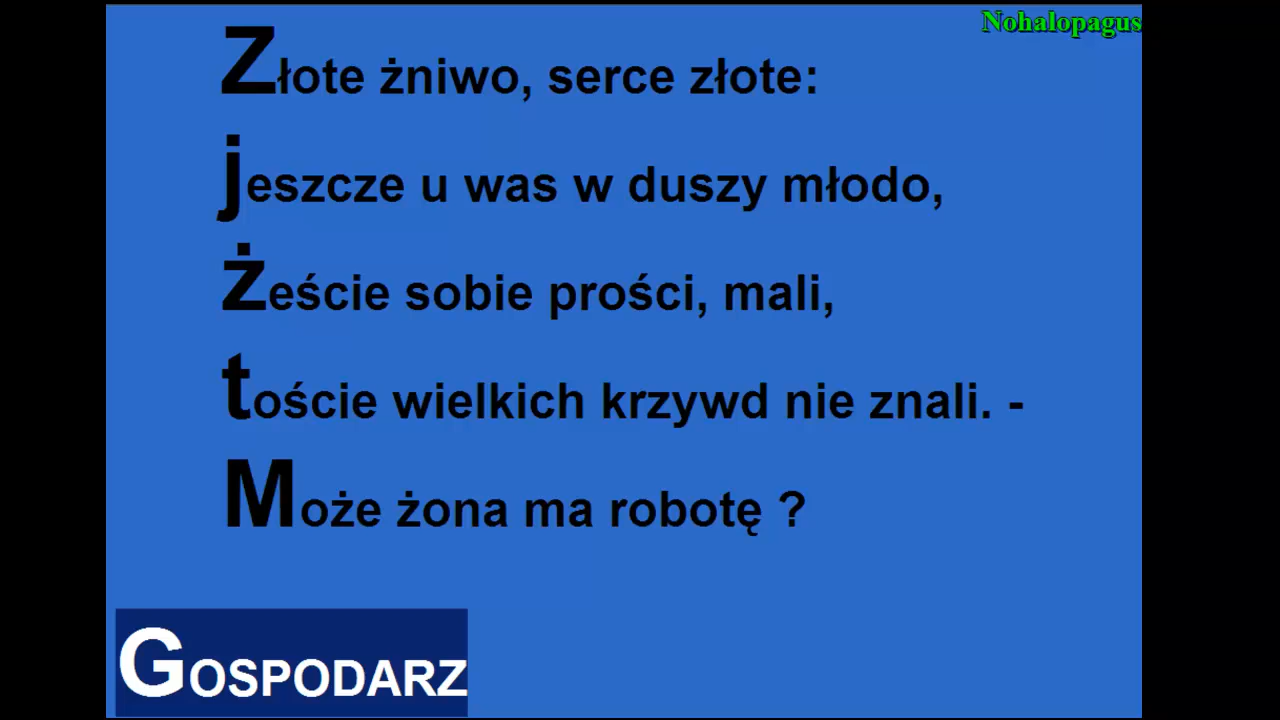 Nohalopagus
Złote żniwo, serce złote:
jeszcze u was w duszy młodo,
żeście sobie prości, mali,
toście wielkich krzywd nie znali. -
Może żona ma robotę ?
GOSPODARZ